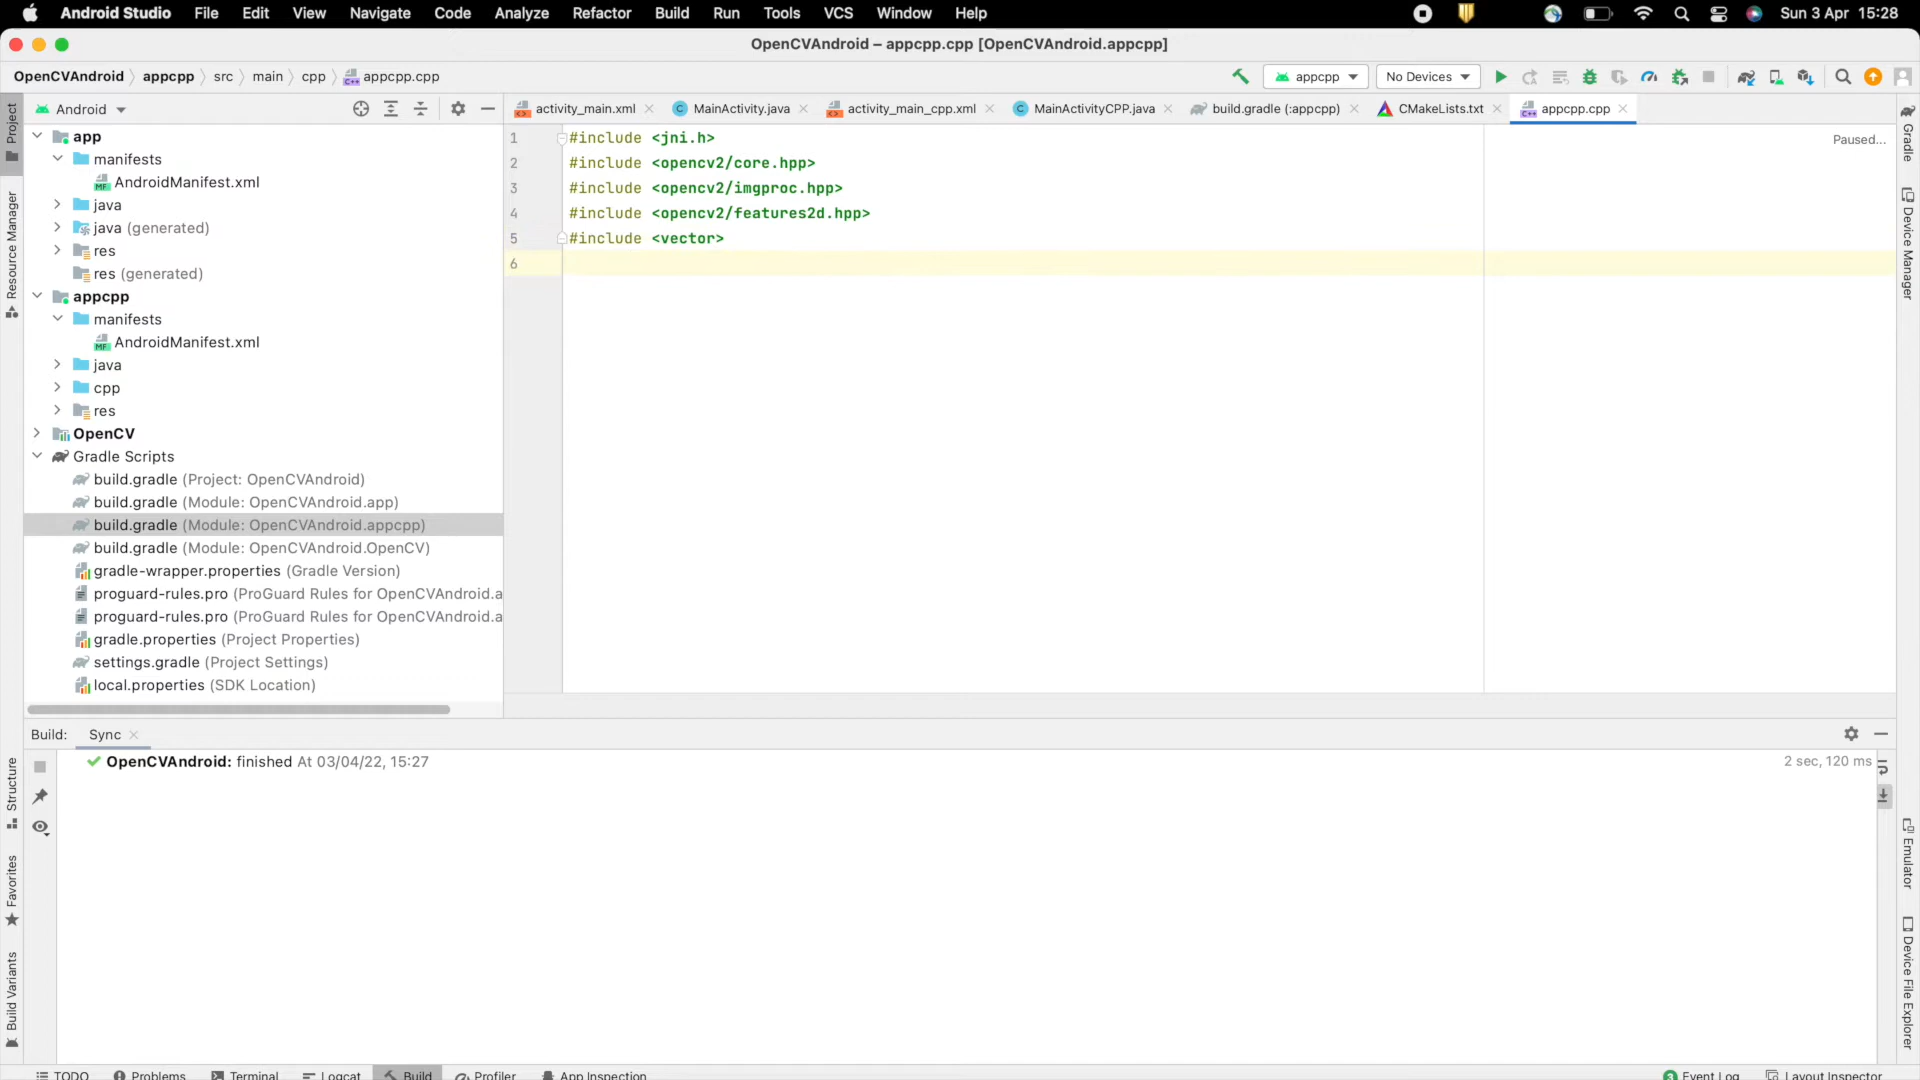 Android Studio File Edit View Navigate Code Analyze Refactor Build Run Tools VCS Window Help Sun 3 Apr 15:28
OpenCVAndroid – appcpp.cpp [OpenCVAndroid.appcpp]
OpenCVAndroid appcpp src main cpp appcpp.cpp appcpp No Devices
Android activity_main.xml MainActivity.java activity_main_cpp.xml MainActivityCPP.java build.gradle (:appcpp) CMakeLists.txt appcpp.cpp
Project
Resource Manager
Structure
Favorites
Build Variants
app
manifests
AndroidManifest.xml
java
java (generated)
res
res (generated)
appcpp
manifests
AndroidManifest.xml
java
cpp
res
OpenCV
Gradle Scripts
build.gradle (Project: OpenCVAndroid)
build.gradle (Module: OpenCVAndroid.app)
build.gradle (Module: OpenCVAndroid.appcpp)
build.gradle (Module: OpenCVAndroid.OpenCV)
gradle-wrapper.properties (Gradle Version)
proguard-rules.pro (ProGuard Rules for OpenCVAndroid.a
proguard-rules.pro (ProGuard Rules for OpenCVAndroid.a
gradle.properties (Project Properties)
settings.gradle (Project Settings)
local.properties (SDK Location)
1 #include <jni.h>
2 #include <opencv2/core.hpp>
3 #include <opencv2/imgproc.hpp>
4 #include <opencv2/features2d.hpp>
5 #include <vector>
6
Paused...
Gradle
Device Manager
Emulator
Device File Explorer
Build: Sync
OpenCVAndroid: finished At 03/04/22, 15:27 2 sec, 120 ms
TODO Problems Terminal Logcat Build Profiler App Inspection Event Log Layout Inspector